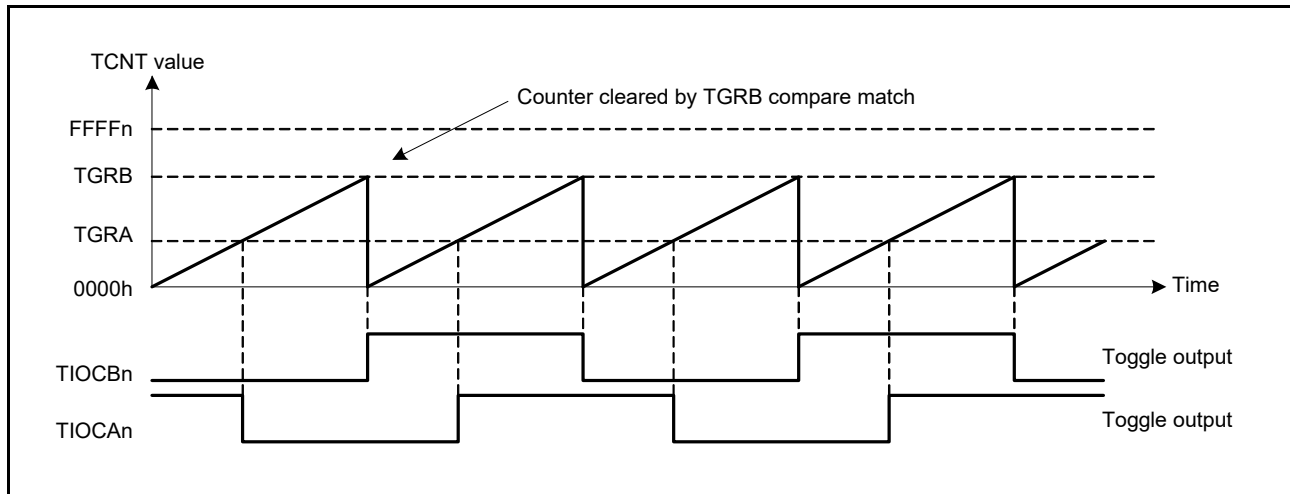 TCNT value
Counter cleared by TGRB compare match
FFFFn
TGRB
TGRA
0000h
Time
TIOCBn
Toggle output
TIOCAn
Toggle output